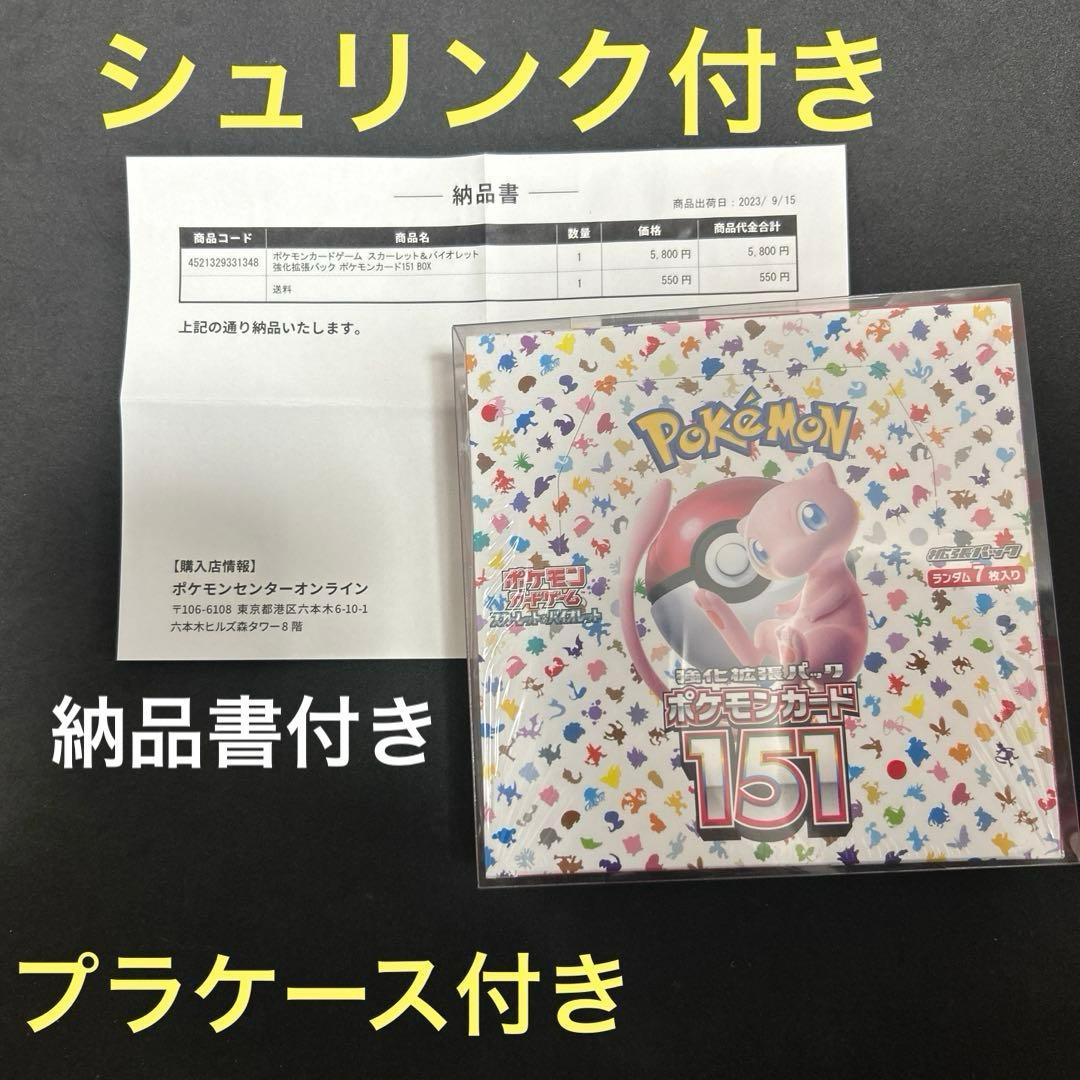 シュリンク付き
納品書
商品出荷日：2023/ 9/15
商品コード 商品名 数量 価格 商品代金合計
4521329331348 ポケモンカードゲーム スカーレット＆バイオレット 1 5,800 円 5,800 円
強化拡張パック ポケモンカード151 BOX
送料 1 550 円 550 円
上記の通り納品いたします。
【購入店情報】
ポケモンセンターオンライン
〒106-6108 東京都港区六本木6-10-1
六本木ヒルズ森タワー8 階
POKéMON
拡張パック
ランダム7枚入り
ポケモン
カードゲーム
スカーレット&バイオレット
強化拡張パック
ポケモンカード
151
納品書付き
プラケース付き